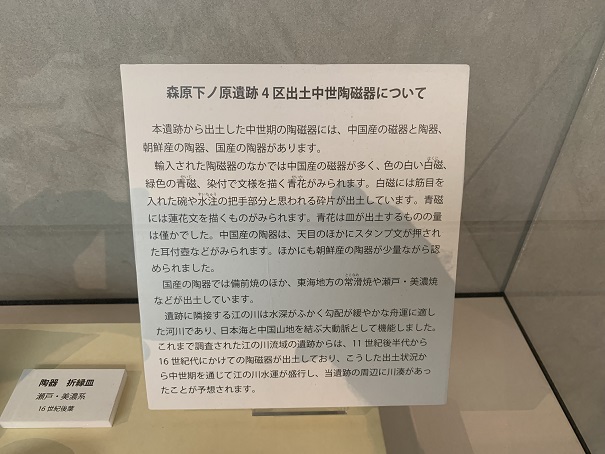 森原下ノ原遺跡4区出土中世陶磁器について
本遺跡から出土した中世期の陶磁器には、中国産の磁器と陶器、
朝鮮産の陶器、国産の陶器があります。
輸入された陶磁器のなかでは中国産の磁器が多く、色の白い白磁、
緑色の青磁、染付で文様を描く青花がみられます。白磁には筋目を
入れた碗や水注の把手部分と思われる砕片が出土しています。青磁
には蓮花文を描くものがみられます。青花は皿が出土するものの量
は僅かでした。中国産の陶器は、天目のほかにスタンプ文が押され
た耳付壺などがみられます。ほかにも朝鮮産の陶器が少量ながら認
められました。
国産の陶器では備前焼のほか、東海地方の常滑焼や瀬戸・美濃焼
などが出土しています。
遺跡に隣接する江の川は水深がふかく勾配が緩やかな舟運に適し
た河川であり、日本海と中国山地を結ぶ大動脈として機能しました。
これまで調査された江の川流域の遺跡からは、11世紀後半代から
16世紀代にかけての陶磁器が出土しており、こうした出土状況か
ら中世期を通じて江の川水運が盛行し、当遺跡の周辺に川湊があっ
たことが予想されます。
陶器 折縁皿
瀬戸・美濃系
16世紀後葉